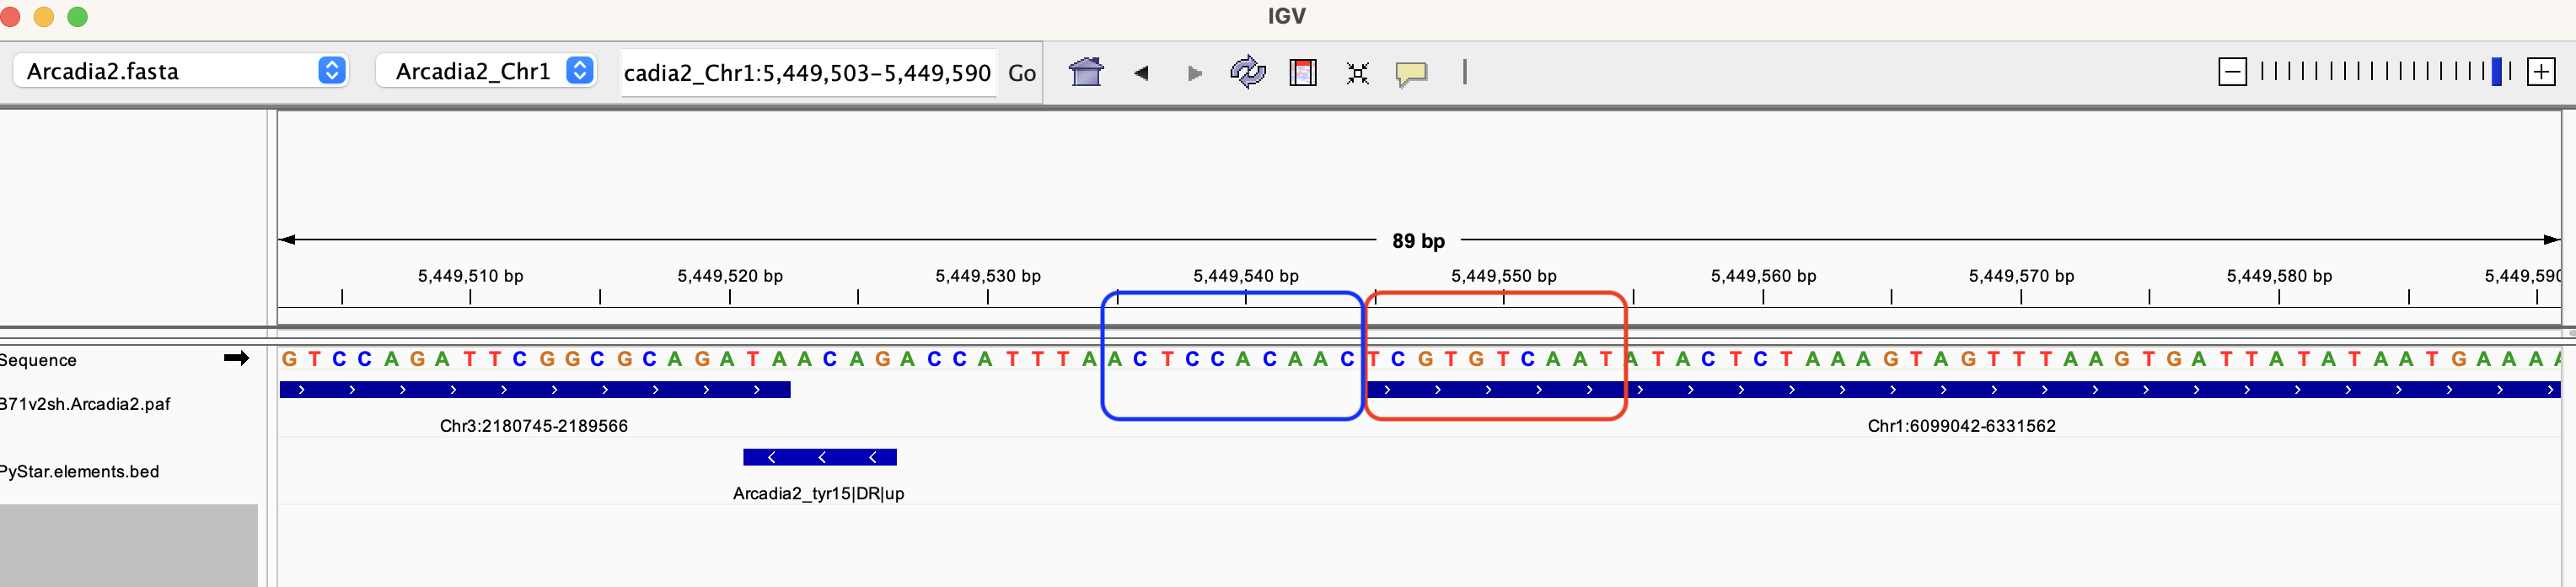 IGV
Arcadia2.fasta Arcadia2_Chr1 cadia2_Chr1:5,449,503-5,449,590 Go
89 bp
5,449,510 bp 5,449,520 bp 5,449,530 bp 5,449,540 bp 5,449,550 bp 5,449,560 bp 5,449,570 bp 5,449,580 bp 5,449,590
Sequence G T C C A G A T T C G G C G C A G A T A A C A G A C C A T T T A A C T C C A C A A C T C G T G T C A A T A T A C T C T A A A G T A G T T T A A G T G A T T A T A T A A T G A A A A
B71v2sh.Arcadia2.paf
Chr3:2180745-2189566 Chr1:6099042-6331562
PyStar.elements.bed
Arcadia2_tyr15|DR|up